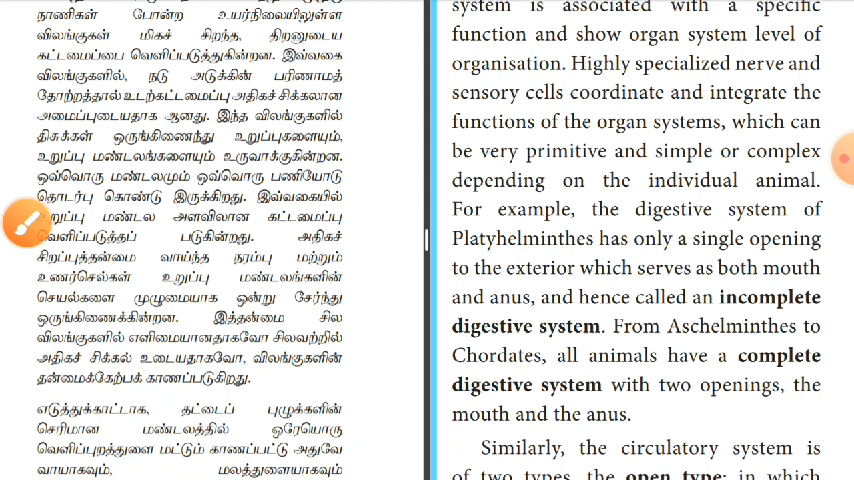 நாணிகள் போன்ற உயர்நிலையிலுள்ள
விலங்குகள் மிகச் சிறந்த, திறனுடைய
கட்டமைப்பை வெளிப்படுத்துகின்றன. இவ்வகை
விலங்குகளில், நடு அடுக்கின் பரிணாமத்
தோற்றத்தால் உடற்கட்டமைப்பு அதிகச் சிக்கலான
அமைப்புடையதாக ஆனது. இந்த விலங்குகளில்
திசுக்கள் ஒருங்கிணைந்து உறுப்புகளையும்,
உறுப்பு மண்டலங்களையும் உருவாக்குகின்றன.
ஒவ்வொரு மண்டலமும் ஒவ்வொரு பணியோடு
தொடர்பு கொண்டு இருக்கிறது. இவ்வகையில்
உறுப்பு மண்டல அளவிலான கட்டமைப்பு
வெளிப்படுத்தப் படுகின்றது. அதிகச்
சிறப்புத்தன்மை வாய்ந்த நரம்பு மற்றும்
உணர்செல்கள் உறுப்பு மண்டலங்களின்
செயல்களை முழுமையாக ஒன்று சேர்ந்து
ஒருங்கிணைக்கின்றன. இத்தன்மை சில
விலங்குகளில் எளிமையானதாகவோ சிலவற்றில்
அதிகச் சிக்கல் உடையதாகவோ, விலங்குகளின்
தன்மைக்கேற்பக் காணப்படுகிறது.
எடுத்துக்காட்டாக, தட்டைப் புழுக்களின்
செரிமான மண்டலத்தில் ஒரேயொரு
வெளிப்புறத்துளை மட்டும் காணப்பட்டு அதுவே
வாயாகவும், மலத்துளையாகவும்
system is associated with a specific
function and show organ system level of
organisation. Highly specialized nerve and
sensory cells coordinate and integrate the
functions of the organ systems, which can
be very primitive and simple or complex
depending on the individual animal.
For example, the digestive system of
Platyhelminthes has only a single opening
to the exterior which serves as both mouth
and anus, and hence called an incomplete
digestive system. From Aschelminthes to
Chordates, all animals have a complete
digestive system with two openings, the
mouth and the anus.
Similarly, the circulatory system is
of two types, the open type: in which